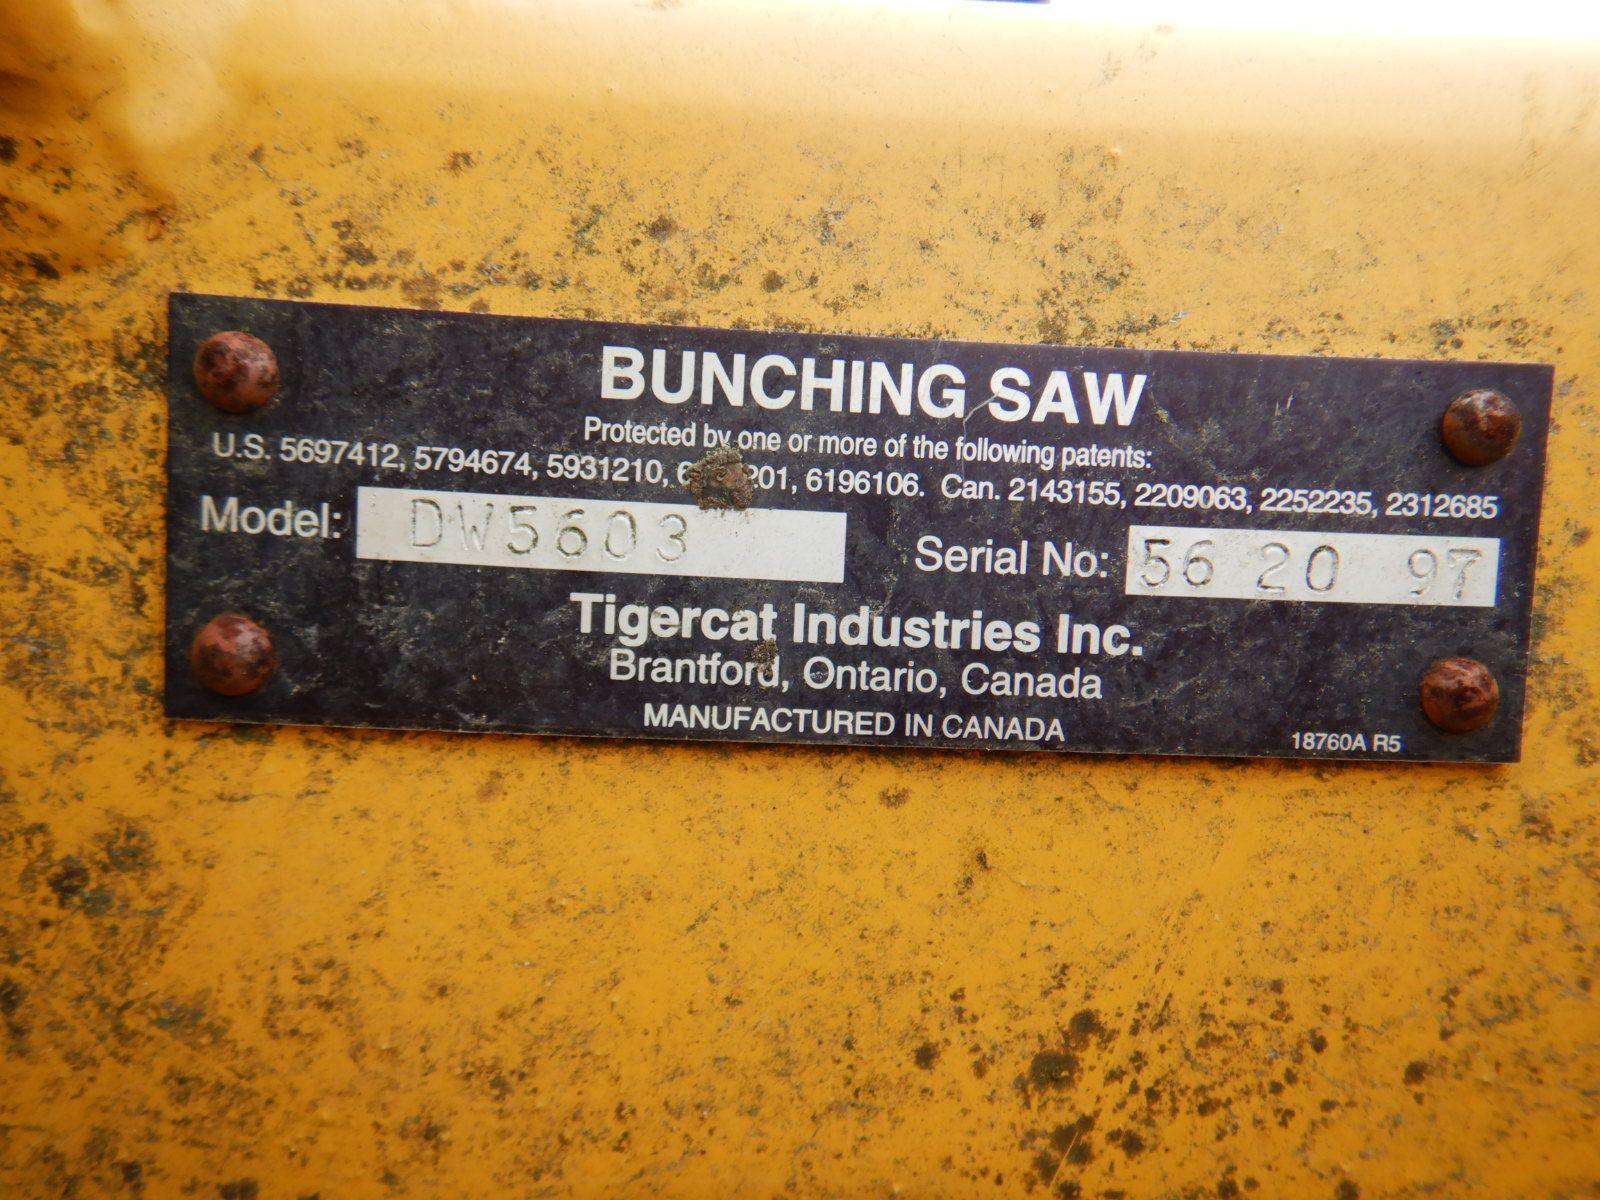 BUNCHING SAW
Protected by one or more of the following patents:
U.S. 5697412, 5794674, 5931210, 6196106. Can. 2143155, 2209063, 2252235, 2312685
Model: DW5603 Serial No: 56 20 97
Tigercat Industries Inc.
Brantford, Ontario, Canada
MANUFACTURED IN CANADA
18760A R5